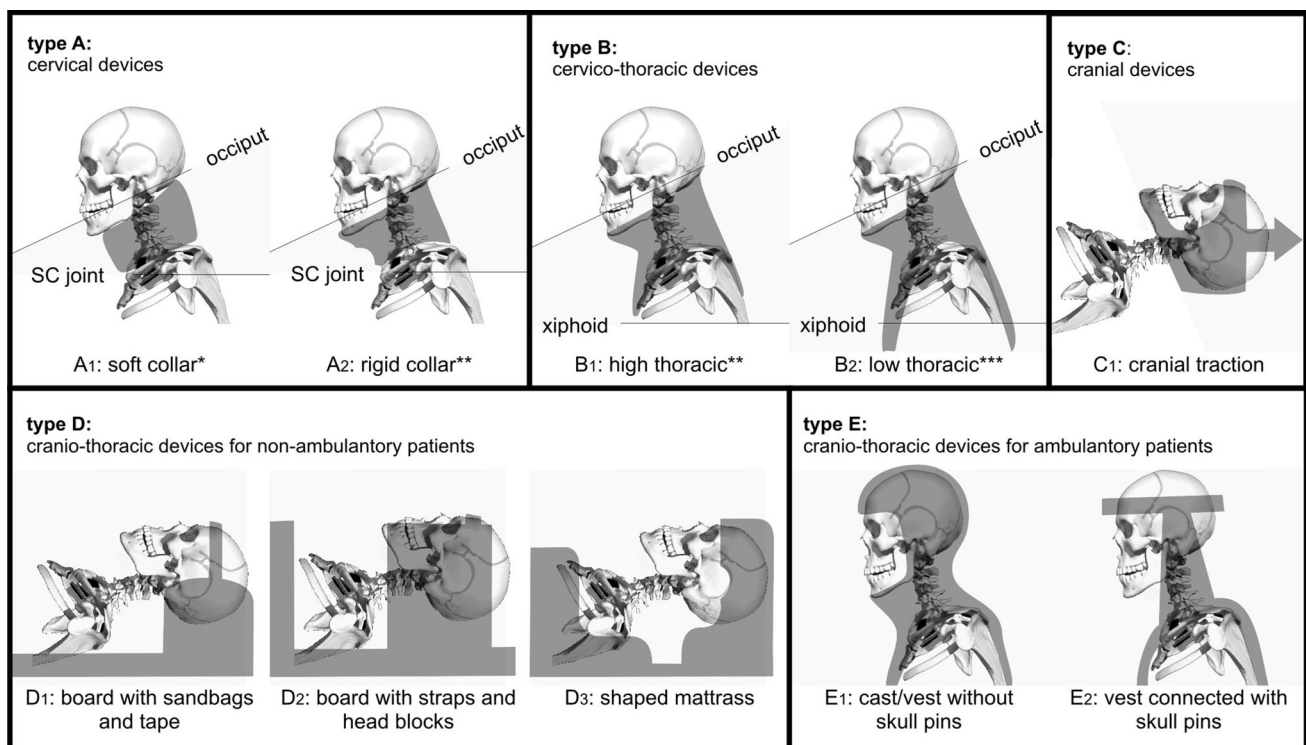 type A:
cervical devices
occiput
SC joint
A1: soft collar*
occiput
SC joint
A2: rigid collar**
type B:
cervico-thoracic devices
occiput
xiphoid
B1: high thoracic**
occiput
xiphoid
B2: low thoracic***
type C:
cranial devices
C1: cranial traction
type D:
cranio-thoracic devices for non-ambulantory patients
D1: board with sandbags
and tape
D2: board with straps and
head blocks
D3: shaped mattrass
type E:
cranio-thoracic devices for ambulantory patients
E1: cast/vest without
skull pins
E2: vest connected with
skull pins